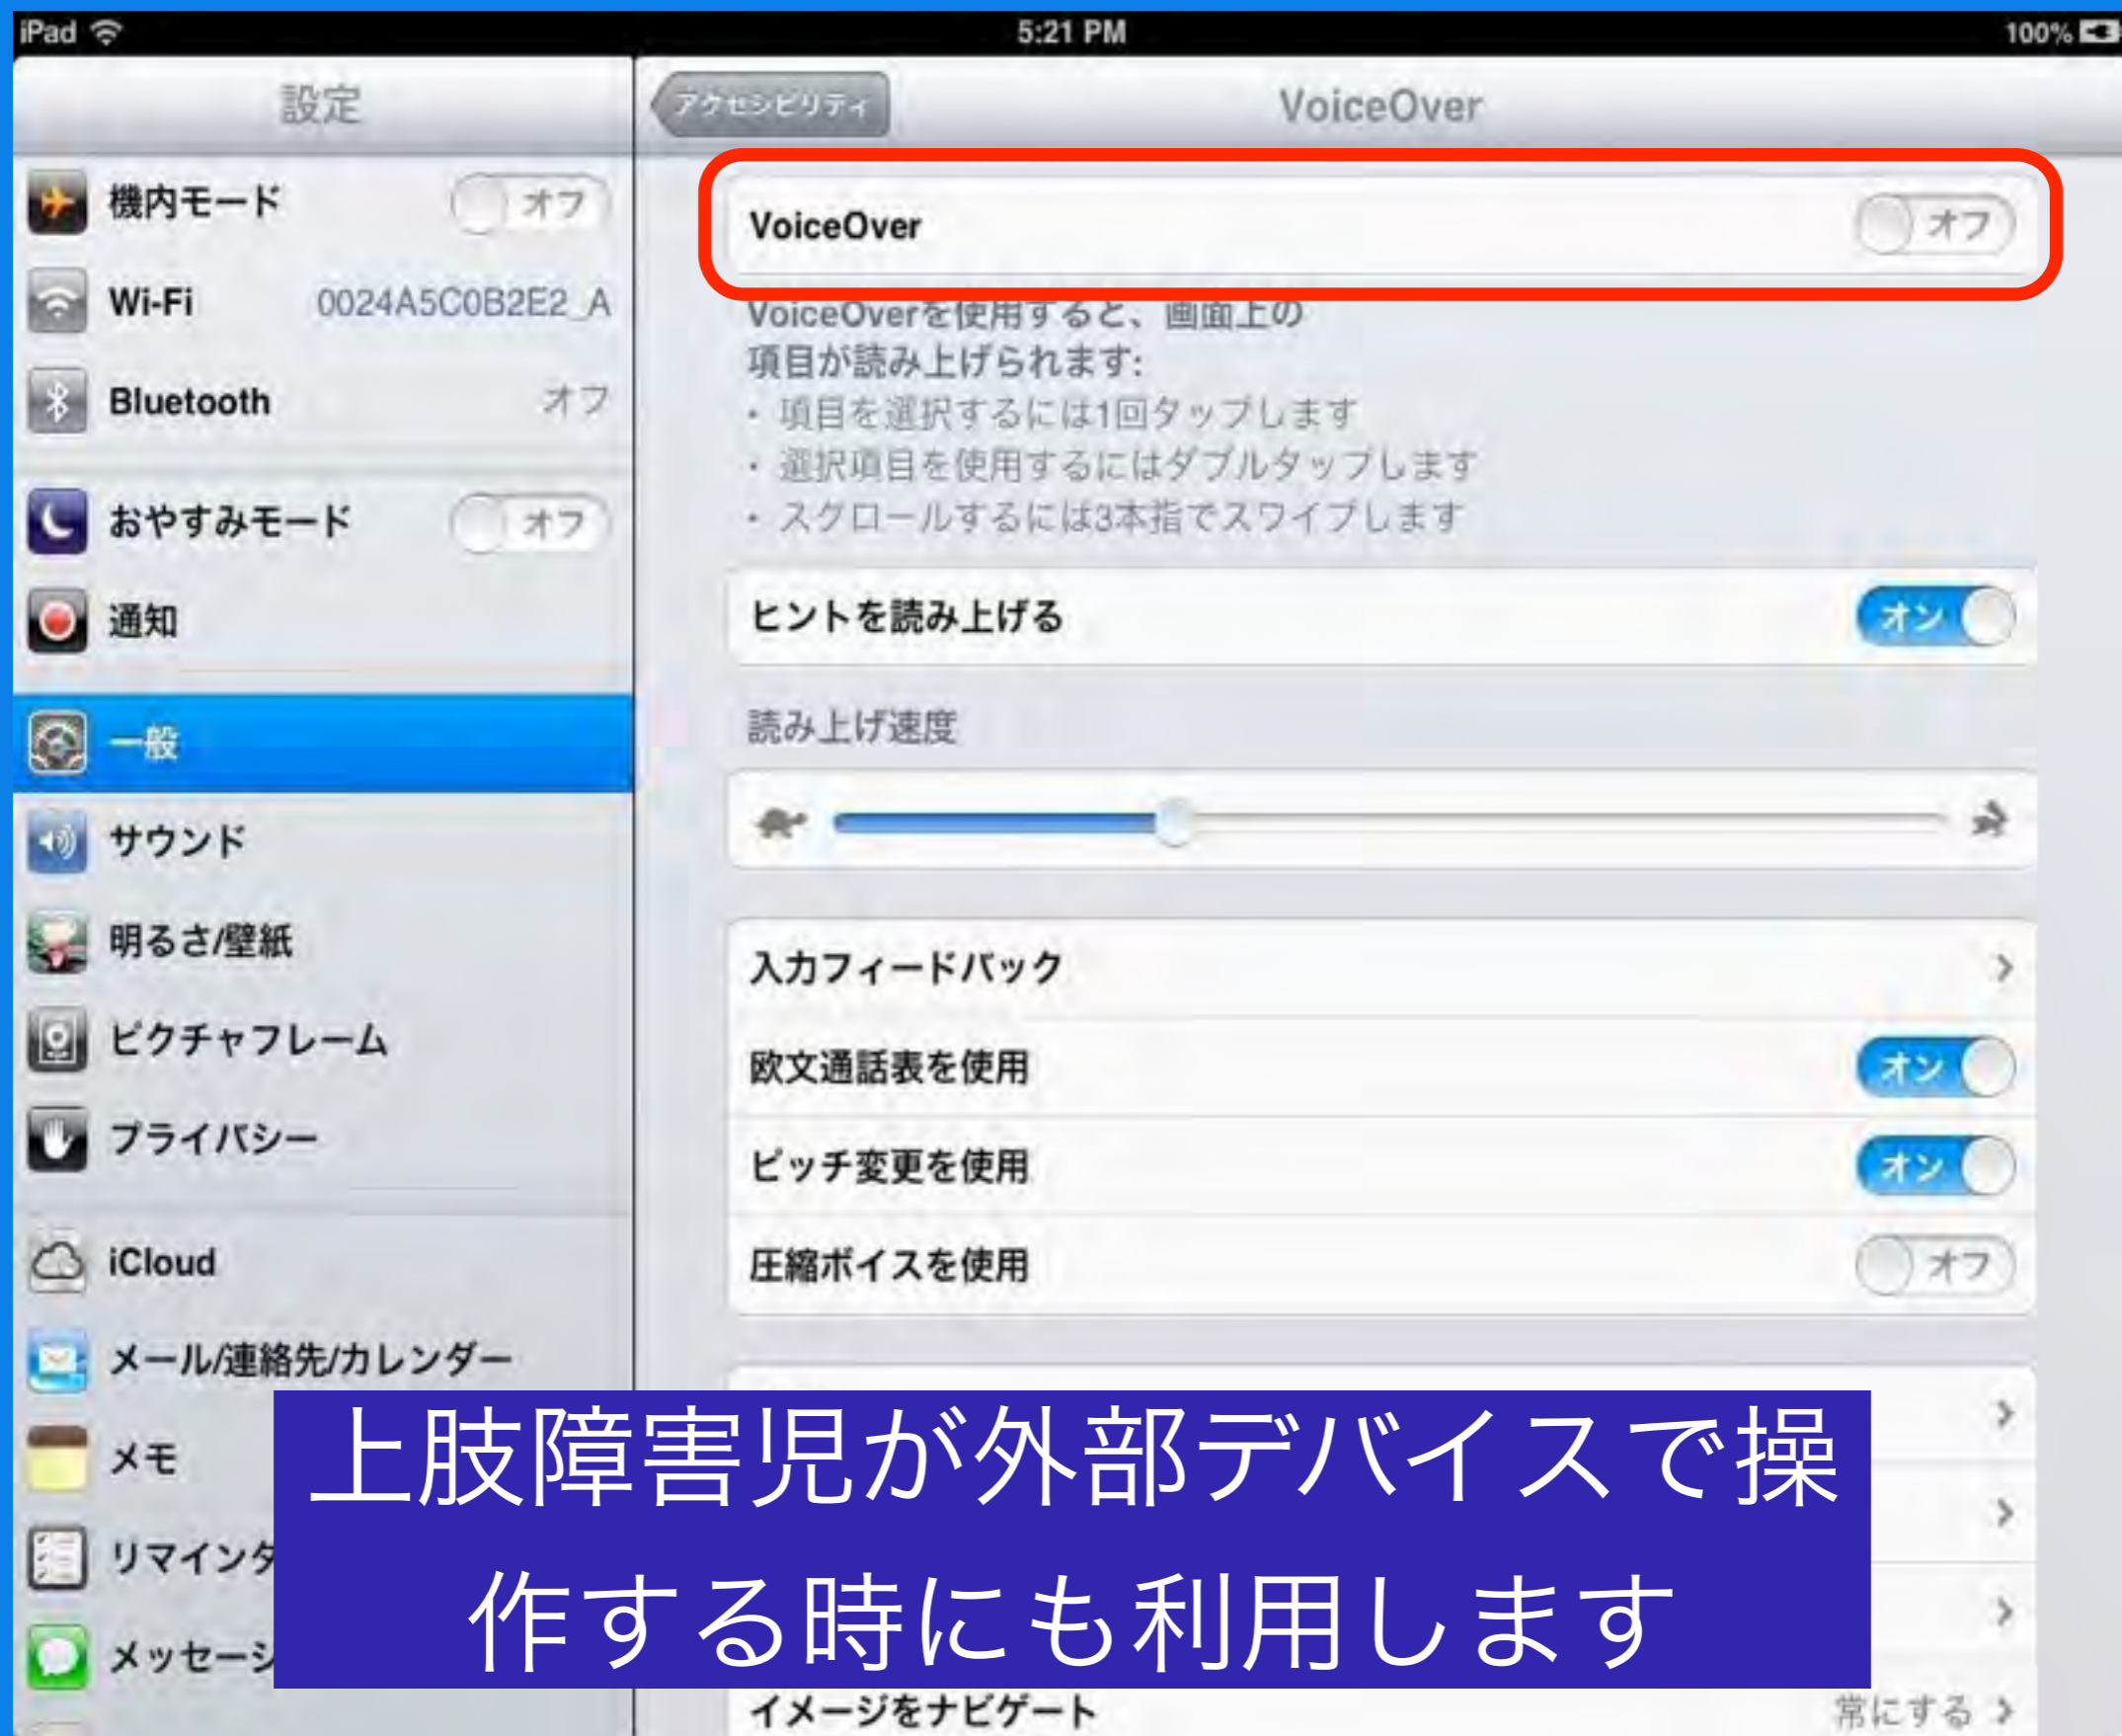 iPad
5:21 PM
100%
設定
機内モード オフ
Wi-Fi 0024A5C0B2E2_A
Bluetooth オフ
おやすみモード オフ
通知
一般
サウンド
明るさ/壁紙
ピクチャフレーム
プライバシー
iCloud
メール/連絡先/カレンダー
メモ
リマインダ
メッセージ
アクセシビリティ
VoiceOver
VoiceOver オフ
VoiceOverを使用すると、画面上の
項目が読み上げられます:
・項目を選択するには1回タップします
・選択項目を使用するにはダブルタップします
・スクロールするには3本指でスワイプします
ヒントを読み上げる オン
読み上げ速度
入力フィードバック
欧文通話表を使用 オン
ピッチ変更を使用 オン
圧縮ボイスを使用 オフ
上肢障害児が外部デバイスで操
作する時にも利用します
イメージをナビゲート 常にする